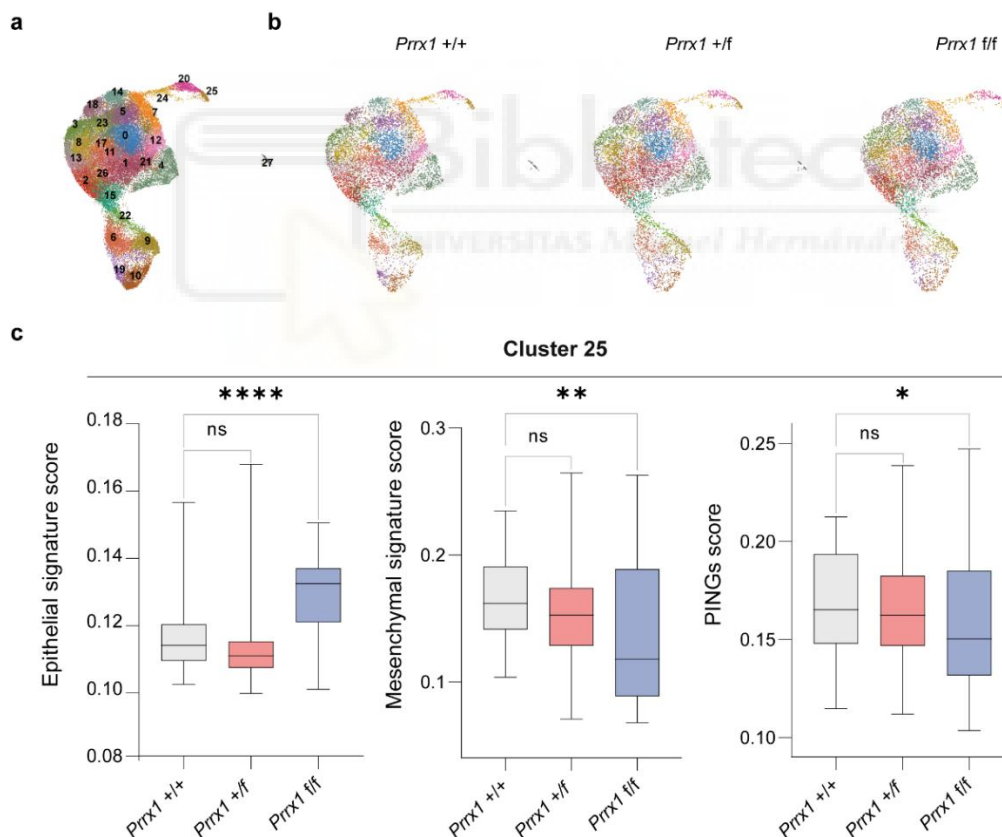 a
b
Prrx1 +/+
Prrx1 +/f
Prrx1 f/f
20
14
25
24
18
5
7
3
23
0
8
17
12
13
11
1
21
4
27
2
26
15
22
6
9
19
10
Bibliotec
UNIVERSITAS Miguel Hernánde
c
Cluster 25
****
ns
0.18
0.16
0.14
0.12
0.10
0.08
Epithelial signature score
Prrx1 +/+
Prrx1 +/f
Prrx1 f/f
**
ns
0.3
0.2
0.1
Mesenchymal signature score
Prrx1 +/+
Prrx1 +/f
Prrx1 f/f
*
ns
0.25
0.20
0.15
0.10
PINGs score
Prrx1 +/+
Prrx1 +/f
Prrx1 f/f